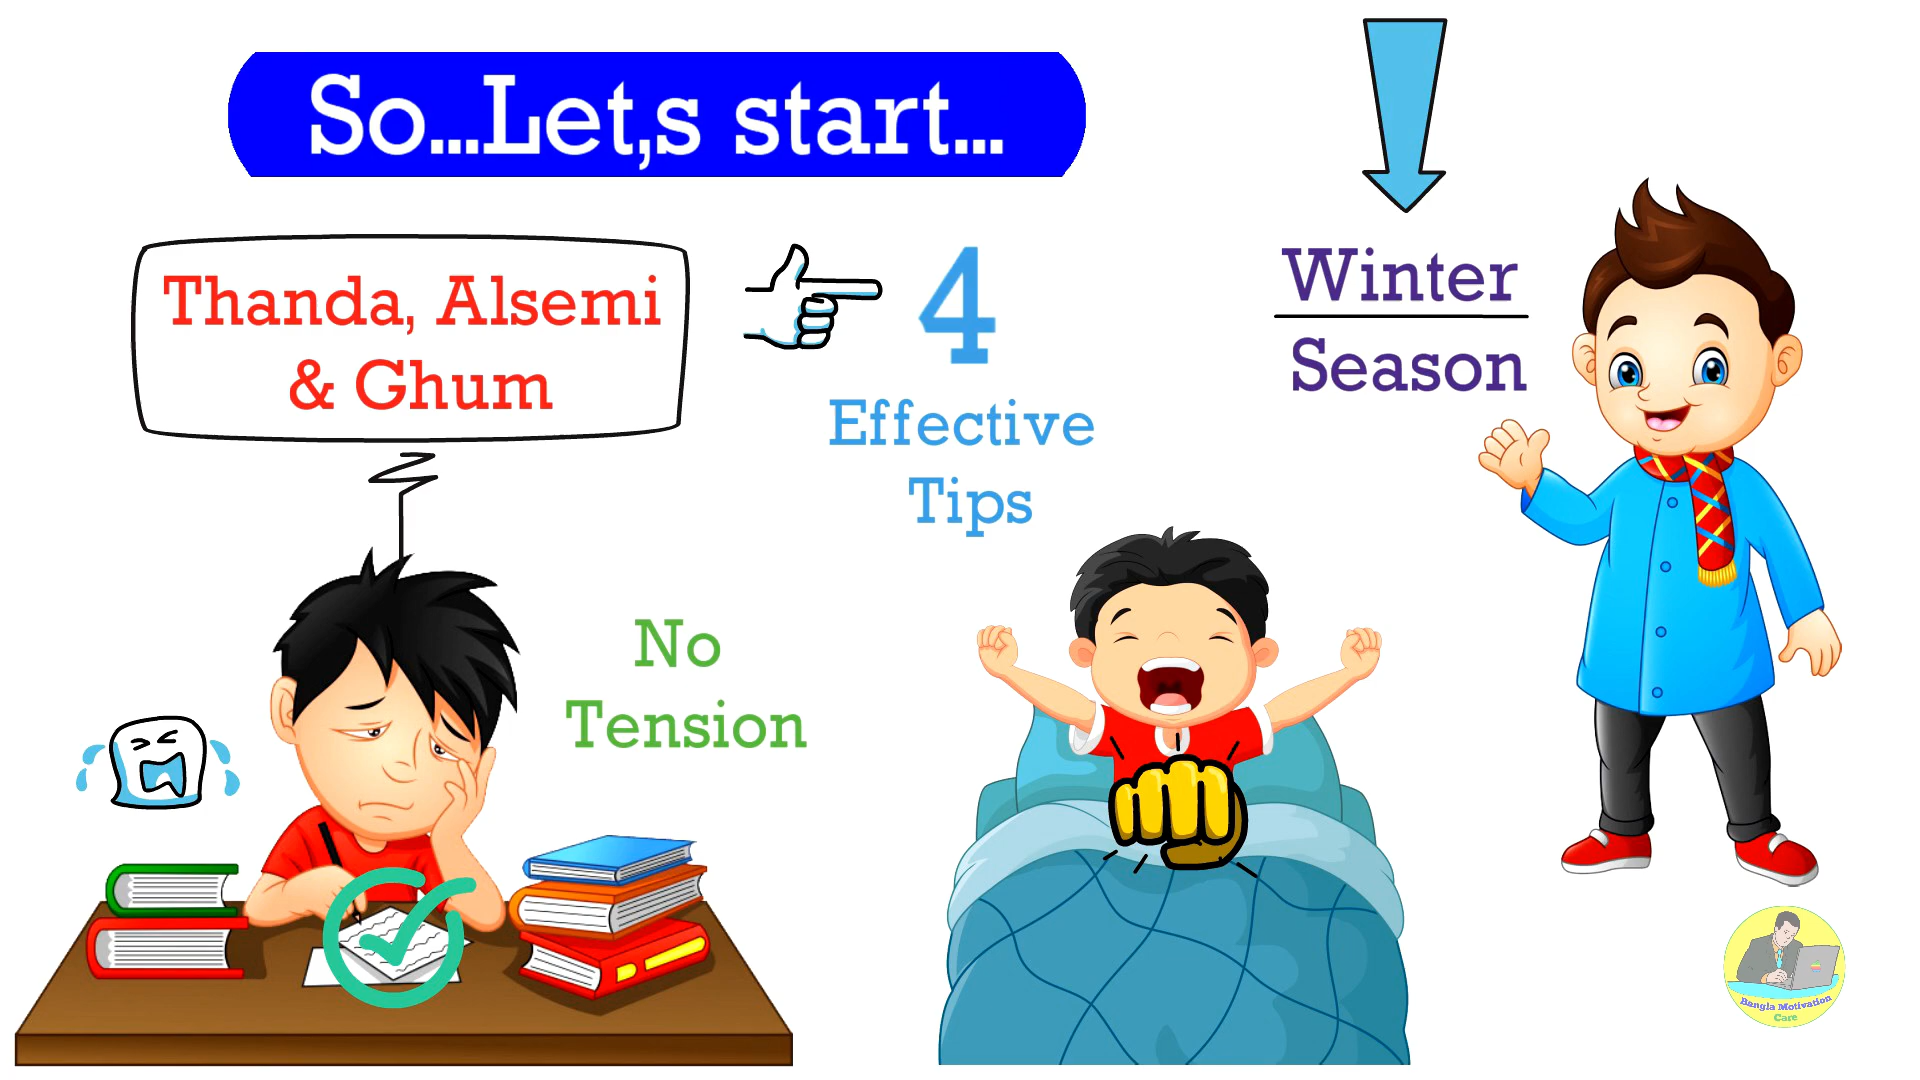 So...Let,s start...
Thanda, Alsemi
& Ghum
4
Effective
Tips
Winter
Season
No
Tension
Bangla Motivation
Care